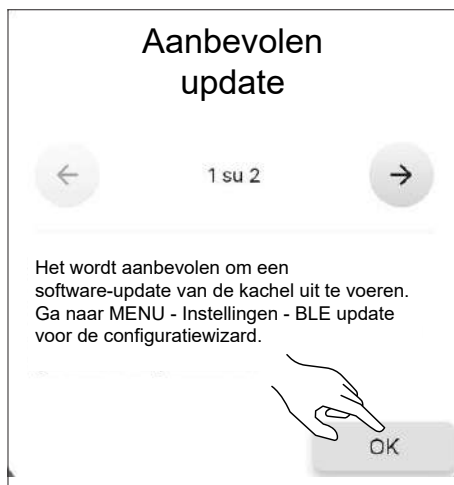 Aanbevolen
update
1 su 2
Het wordt aanbevolen om een
software-update van de kachel uit te voeren.
Ga naar MENU - Instellingen - BLE update
voor de configuratiewizard.
OK